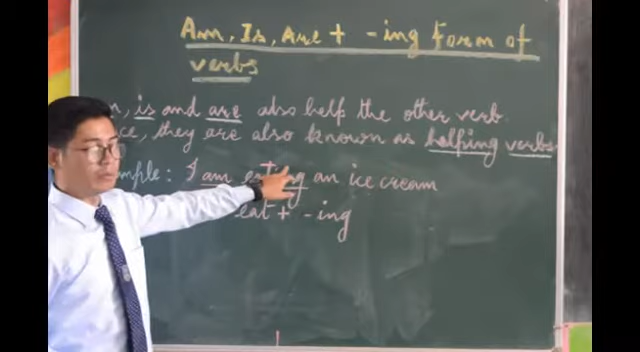 Am, Is, Are + -ing Form of
verbs
is and are also help the other verb.
they are also known as helping verbs
: I am eating an ice cream
eat + -ing